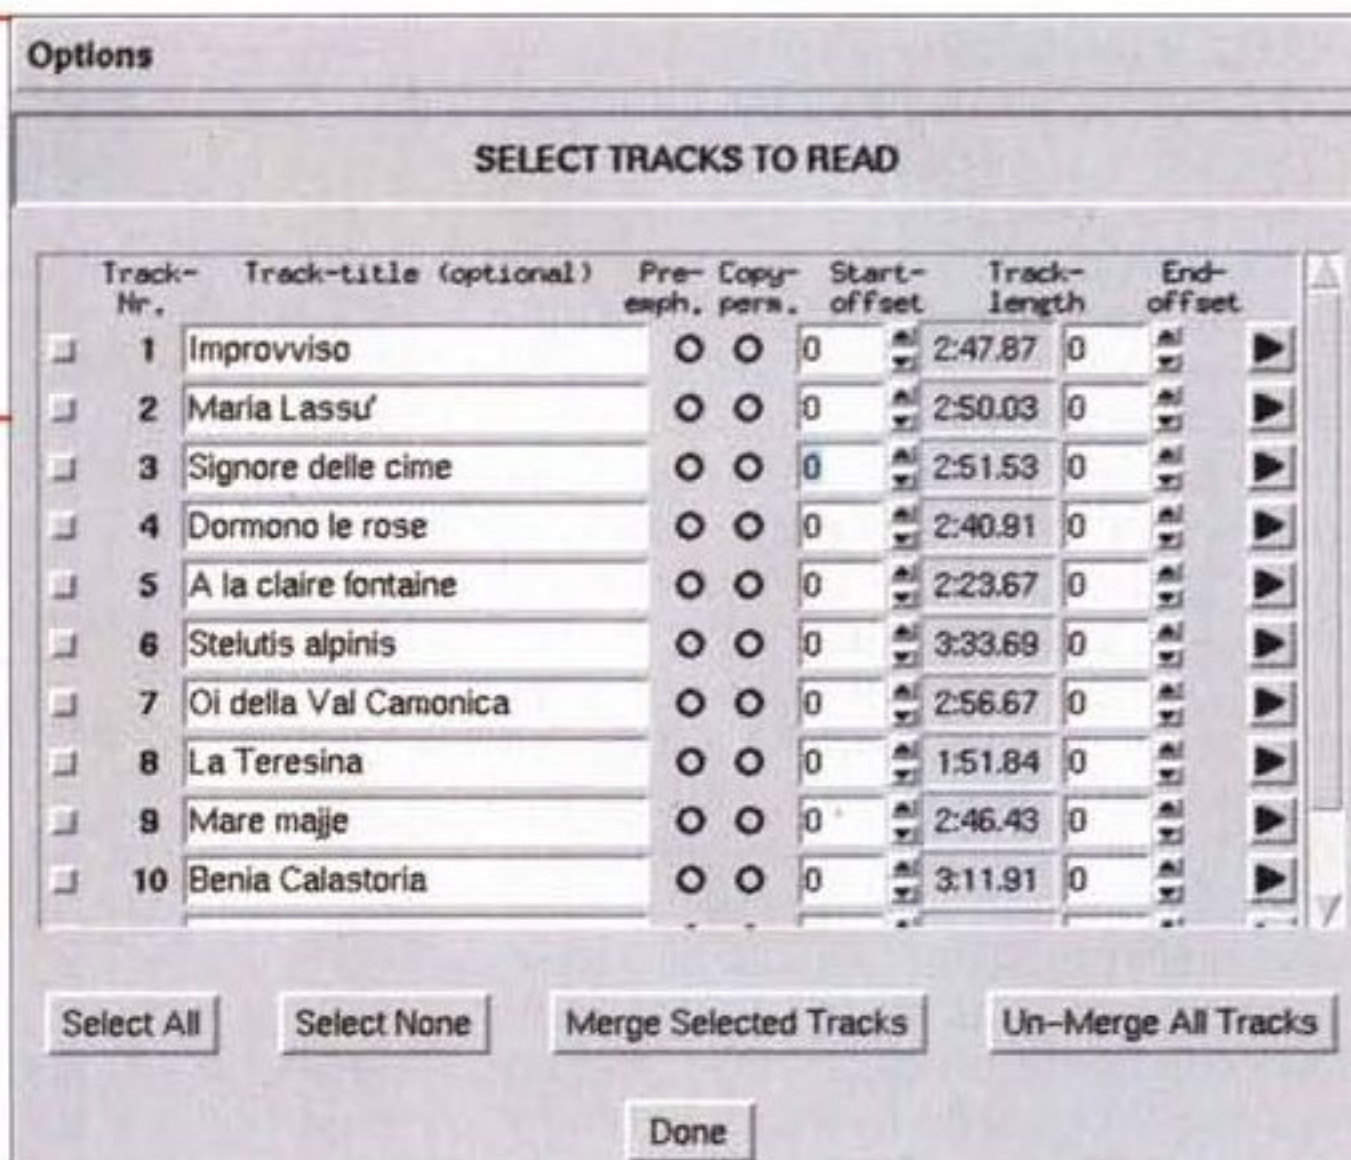 Options
SELECT TRACKS TO READ
Track- Track-title (optional) Pre- Copy- Start- Track- End-
Nr. emph. perm. offset length offset
1 Improvviso 0 2:47.87 0
2 Maria Lassu' 0 2:50.03 0
3 Signore delle cime 0 2:51.53 0
4 Dormono le rose 0 2:40.91 0
5 A la claire fontaine 0 2:23.67 0
6 Stelutis alpinis 0 3:33.69 0
7 Oi della Val Camonica 0 2:56.67 0
8 La Teresina 0 1:51.84 0
9 Mare majje 0 2:46.43 0
10 Benia Calastoria 0 3:11.91 0
Select All Select None Merge Selected Tracks Un-Merge All Tracks
Done